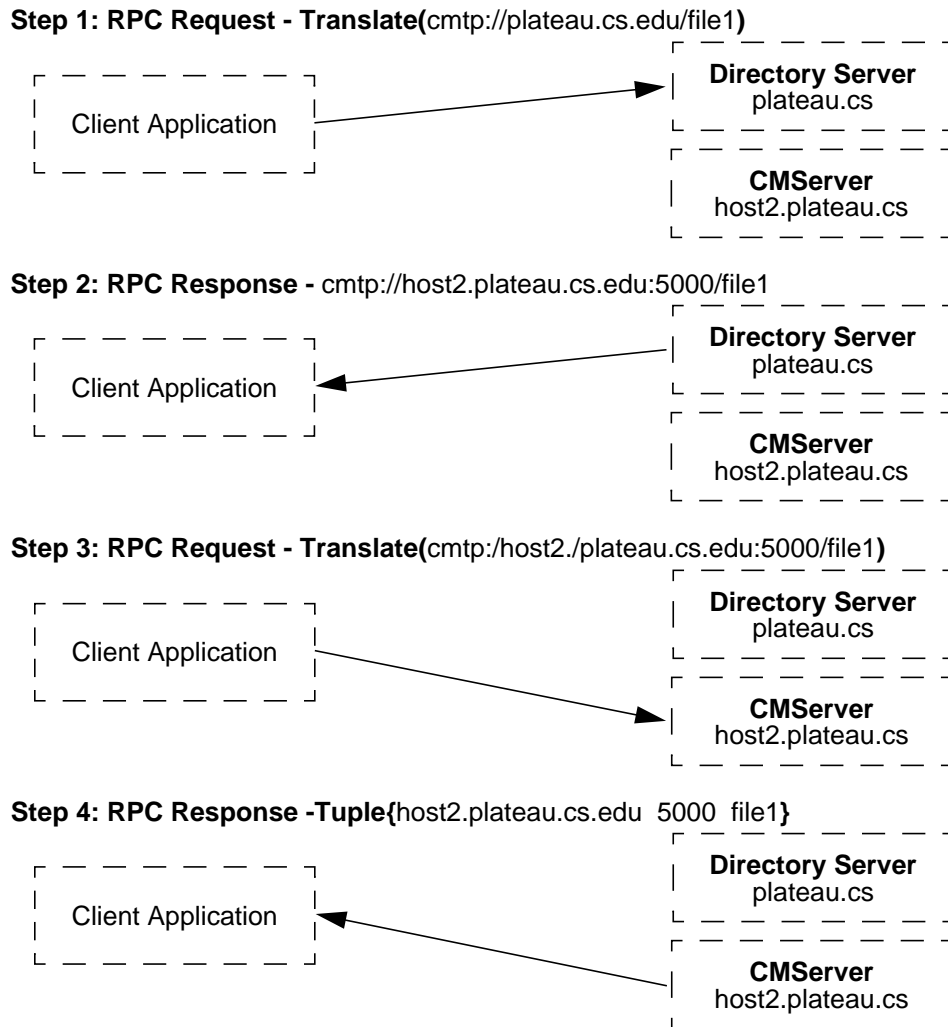 Step 1: RPC Request - Translate(cmtp://plateau.cs.edu/file1)
Client Application
Directory Server
plateau.cs
CMServer
host2.plateau.cs
Step 2: RPC Response - cmtp://host2.plateau.cs.edu:5000/file1
Client Application
Directory Server
plateau.cs
CMServer
host2.plateau.cs
Step 3: RPC Request - Translate(cmtp:/host2./plateau.cs.edu:5000/file1)
Client Application
Directory Server
plateau.cs
CMServer
host2.plateau.cs
Step 4: RPC Response -Tuple{host2.plateau.cs.edu 5000 file1}
Client Application
Directory Server
plateau.cs
CMServer
host2.plateau.cs